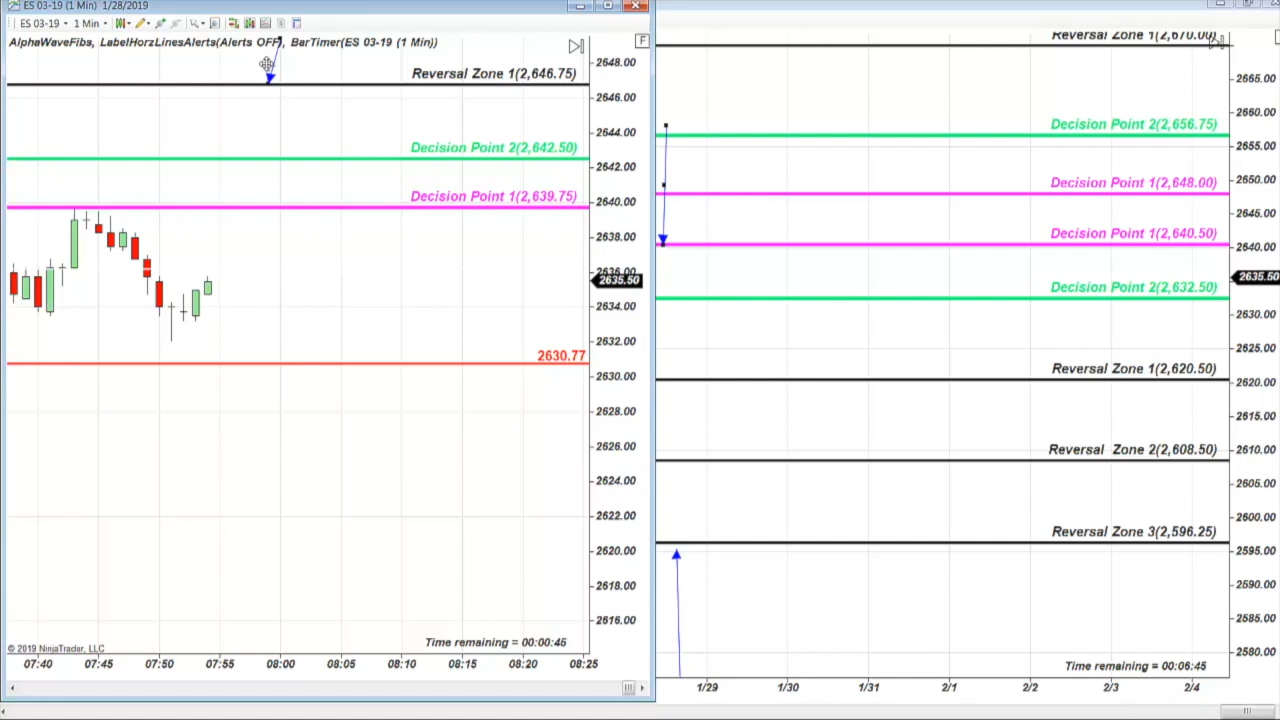 ES 03-19 (1 Min) 1/28/2019
ES 03-19 1 Min
AlphaWaveFibs, LabelHorzLinesAlerts(Alerts OFF), BarTimer(ES 03-19 (1 Min))
F
Reversal Zone 1(2,646.75)
Decision Point 2(2,642.50)
Decision Point 1(2,639.75)
2630.77
2648.00
2646.00
2644.00
2642.00
2640.00
2638.00
2636.00
2635.50
2634.00
2632.00
2630.00
2628.00
2626.00
2624.00
2622.00
2620.00
2618.00
2616.00
Time remaining = 00:00:45
© 2019 NinjaTrader, LLC
07:40 07:45 07:50 07:55 08:00 08:05 08:10 08:15 08:20 08:25
Reversal Zone 1(2,670.00)
Decision Point 2(2,656.75)
Decision Point 1(2,648.00)
Decision Point 1(2,640.50)
Decision Point 2(2,632.50)
Reversal Zone 1(2,620.50)
Reversal Zone 2(2,608.50)
Reversal Zone 3(2,596.25)
2665.00
2660.00
2655.00
2650.00
2645.00
2640.00
2635.50
2630.00
2625.00
2620.00
2615.00
2610.00
2605.00
2600.00
2595.00
2590.00
2585.00
2580.00
Time remaining = 00:06:45
1/29 1/30 1/31 2/1 2/2 2/3 2/4